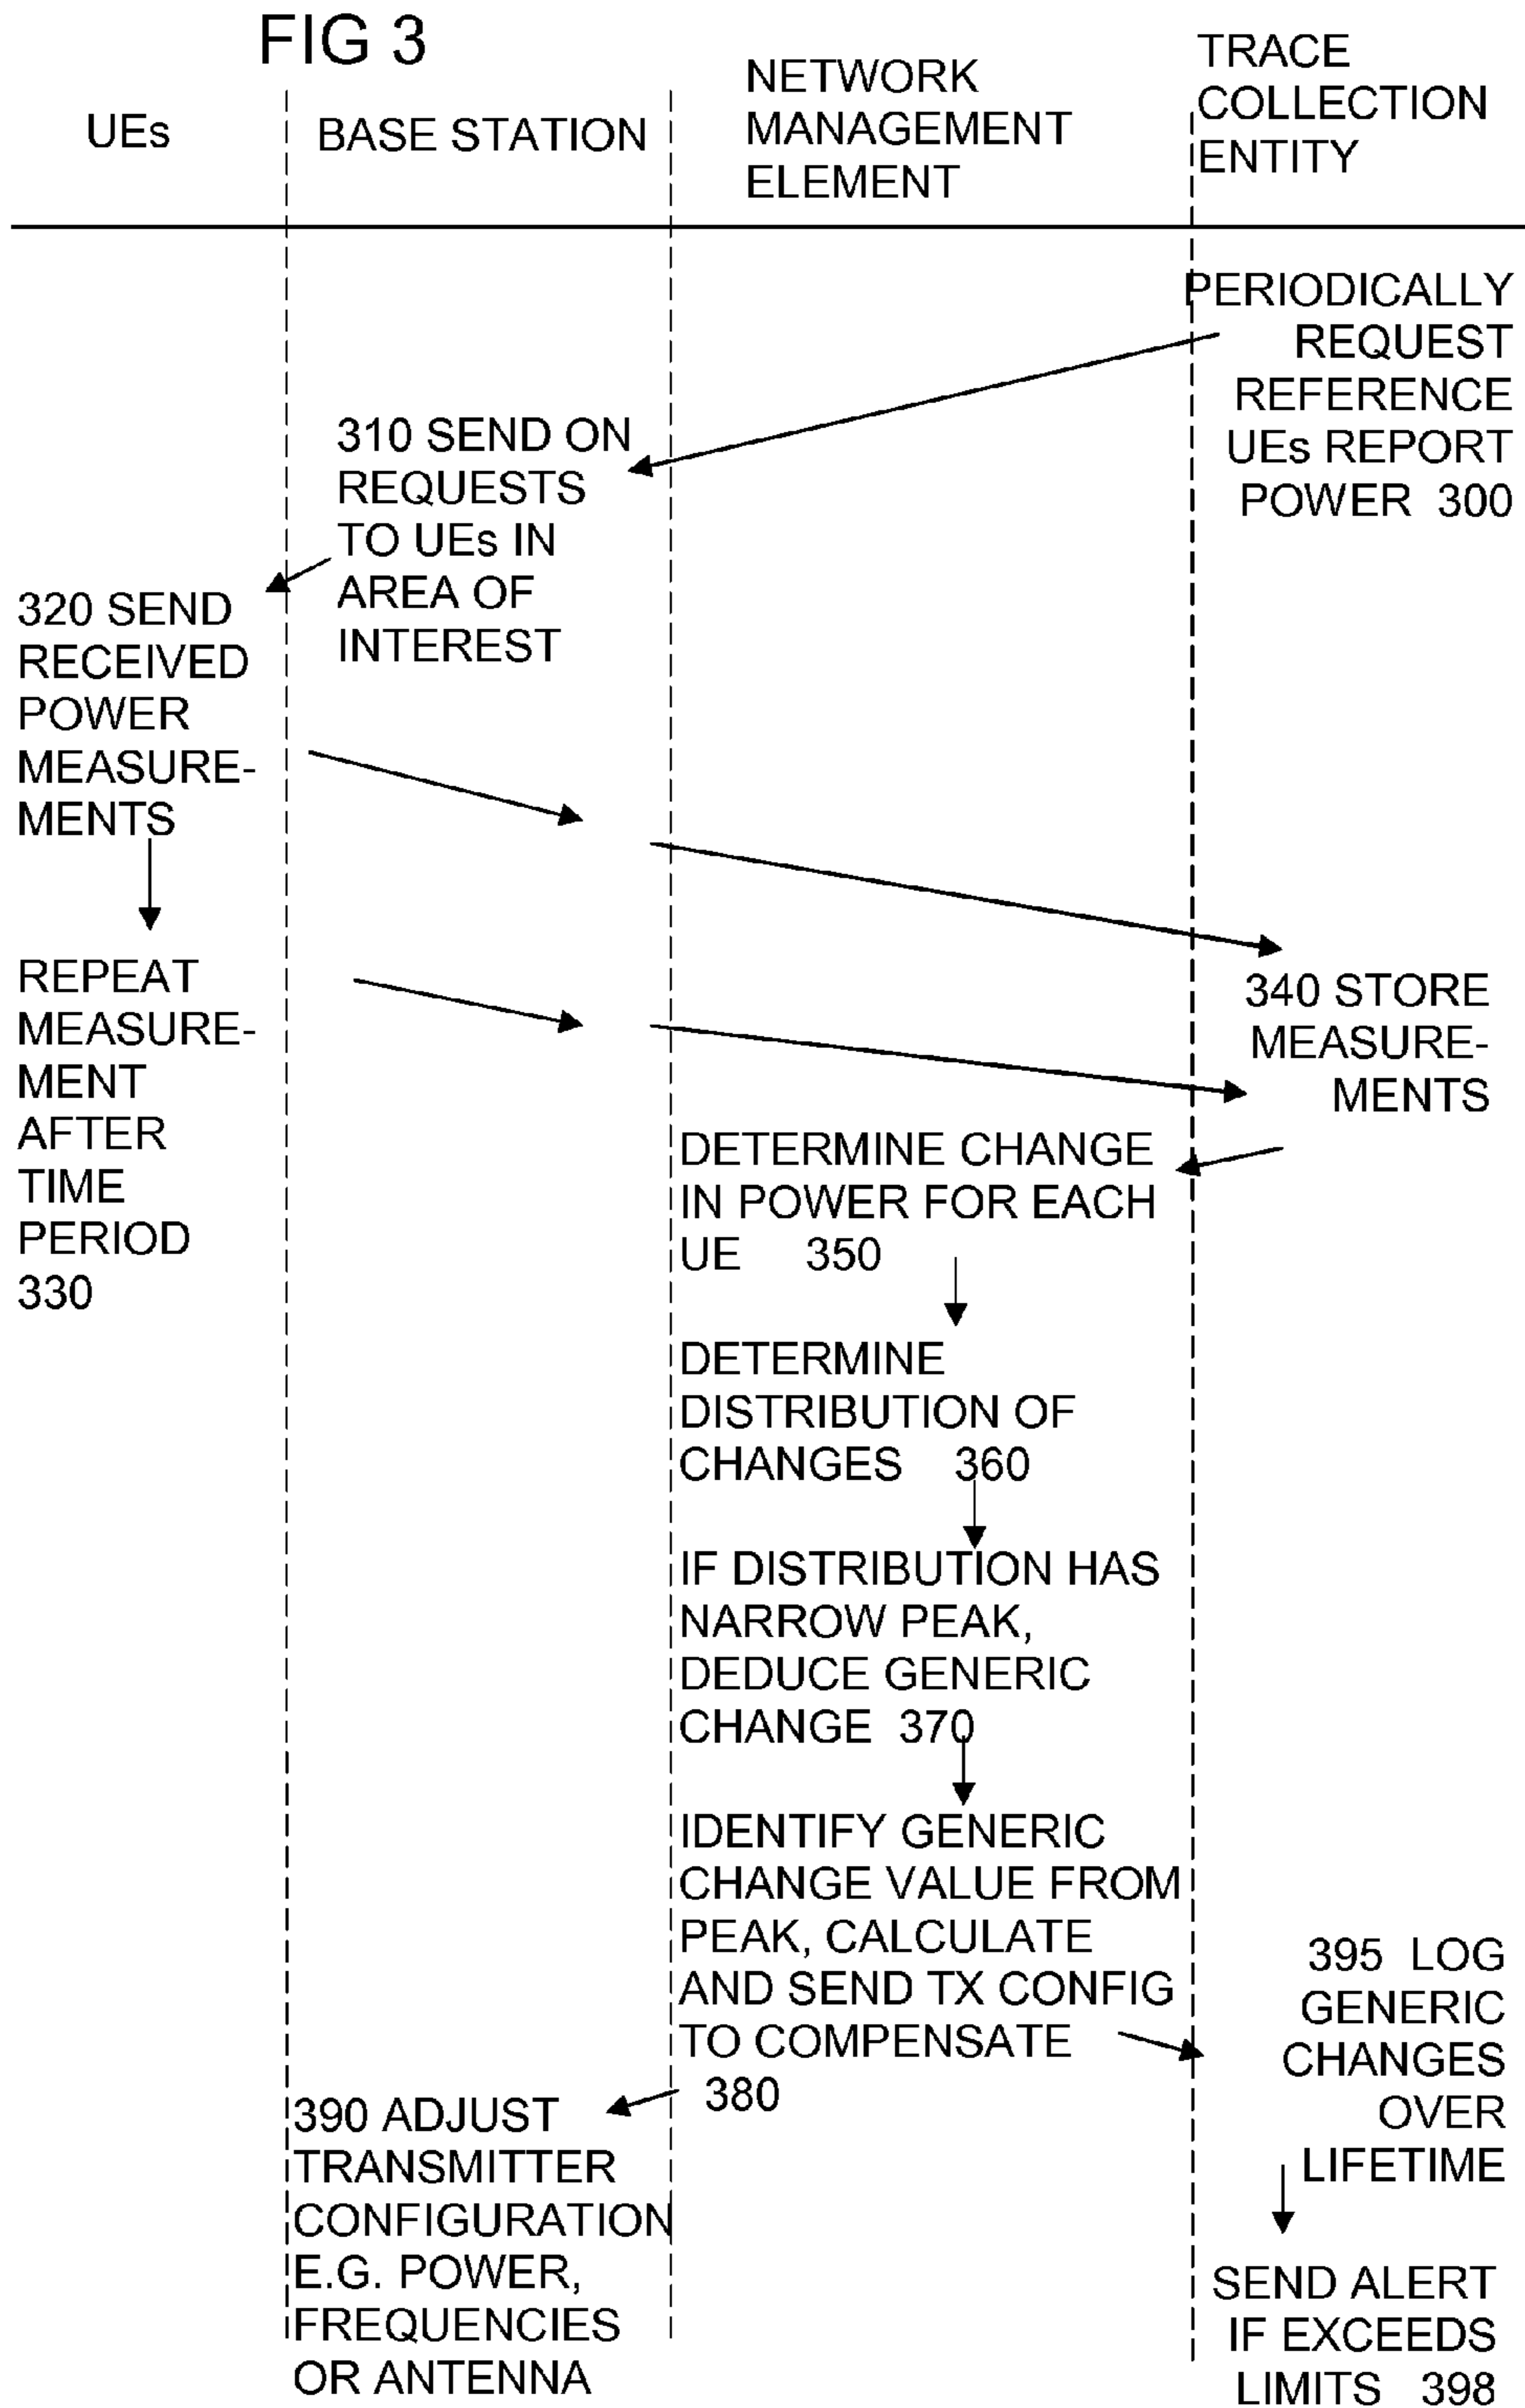 FIG 3
UEs
BASE STATION
NETWORK
MANAGEMENT
ELEMENT
TRACE
COLLECTION
ENTITY
PERIODICALLY
REQUEST
REFERENCE
UEs REPORT
POWER 300
310 SEND ON
REQUESTS
TO UEs IN
AREA OF
INTEREST
320 SEND
RECEIVED
POWER
MEASURE-
MENTS
REPEAT
MEASURE-
MENT
AFTER
TIME
PERIOD
330
340 STORE
MEASURE-
MENTS
DETERMINE CHANGE
IN POWER FOR EACH
UE 350
DETERMINE
DISTRIBUTION OF
CHANGES 360
IF DISTRIBUTION HAS
NARROW PEAK,
DEDUCE GENERIC
CHANGE 370
IDENTIFY GENERIC
CHANGE VALUE FROM
PEAK, CALCULATE
AND SEND TX CONFIG
TO COMPENSATE
380
390 ADJUST
TRANSMITTER
CONFIGURATION
E.G. POWER,
FREQUENCIES
OR ANTENNA
395 LOG
GENERIC
CHANGES
OVER
LIFETIME
SEND ALERT
IF EXCEEDS
LIMITS 398